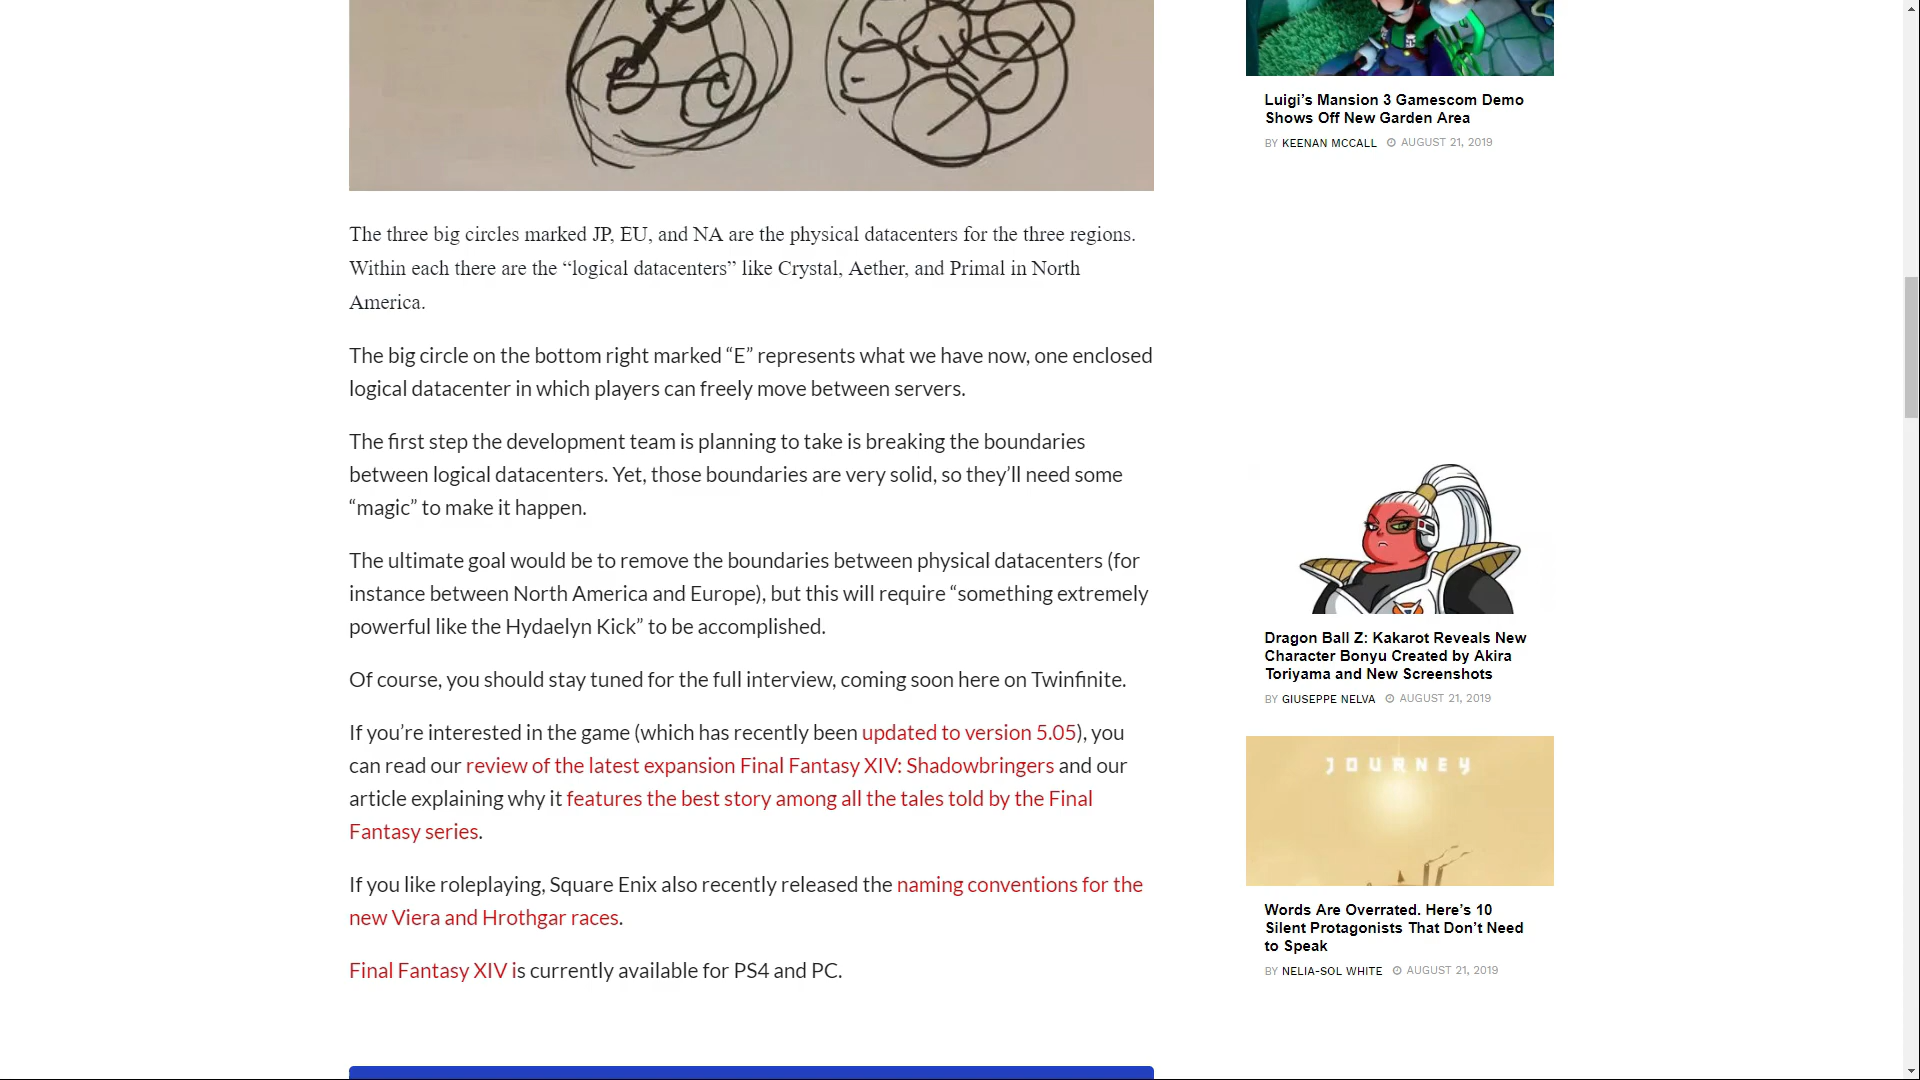 The three big circles marked JP, EU, and NA are the physical datacenters for the three regions.
Within each there are the “logical datacenters” like Crystal, Aether, and Primal in North
America.
The big circle on the bottom right marked “E” represents what we have now, one enclosed
logical datacenter in which players can freely move between servers.
The first step the development team is planning to take is breaking the boundaries
between logical datacenters. Yet, those boundaries are very solid, so they’ll need some
“magic” to make it happen.
The ultimate goal would be to remove the boundaries between physical datacenters (for
instance between North America and Europe), but this will require “something extremely
powerful like the Hydaelyn Kick” to be accomplished.
Of course, you should stay tuned for the full interview, coming soon here on Twinfinite.
If you’re interested in the game (which has recently been updated to version 5.05), you
can read our review of the latest expansion Final Fantasy XIV: Shadowbringers and our
article explaining why it features the best story among all the tales told by the Final
Fantasy series.
If you like roleplaying, Square Enix also recently released the naming conventions for the
new Viera and Hrothgar races.
Final Fantasy XIV is currently available for PS4 and PC.
Luigi’s Mansion 3 Gamescom Demo
Shows Off New Garden Area
BY KEENAN MCCALL AUGUST 21, 2019
Dragon Ball Z: Kakarot Reveals New
Character Bonyu Created by Akira
Toriyama and New Screenshots
BY GIUSEPPE NELVA AUGUST 21, 2019
JOURNEY
Words Are Overrated. Here’s 10
Silent Protagonists That Don’t Need
to Speak
BY NELIA-SOL WHITE AUGUST 21, 2019